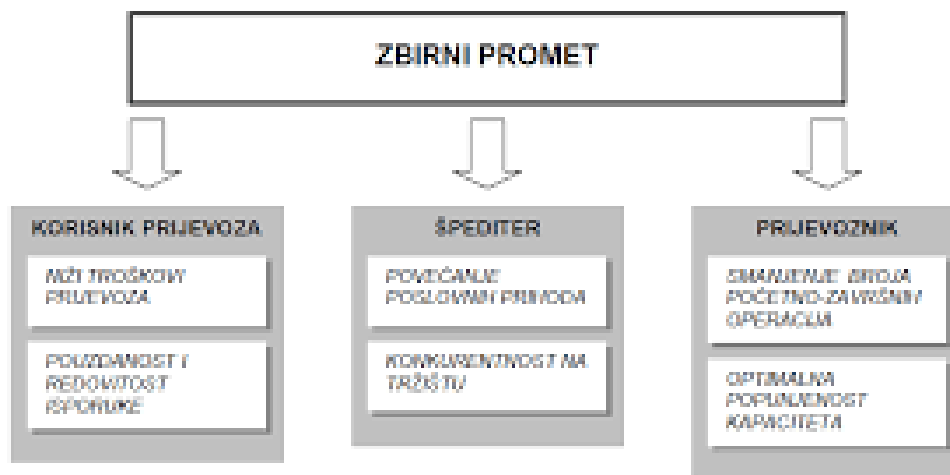 ZBIRNI PROMET
KORISNIK PRIJEVOZA
NIŽI TROŠKOVI
PRIJEVOZA
POUZDANOST I
REDOVITOST
ISPORUKE
ŠPEDITER
POVEĆANJE
POSLOVNIH PRIHODA
KONKURENTNOST NA
TRŽIŠTU
PRIJEVOZNIK
SMANJENJE BROJA
POČETNO-ZAVRŠNIH
OPERACIJA
OPTIMALNA
POPUNJENOST
KAPACITETA